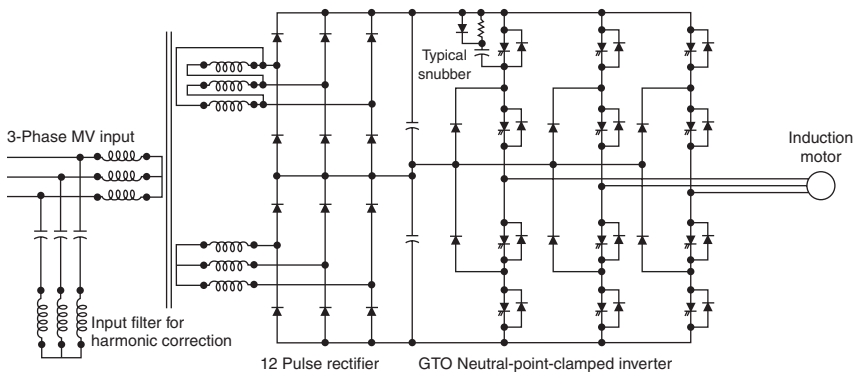 Typical
snubber
3-Phase MV input
Induction
motor
Input filter for
harmonic correction
12 Pulse rectifier
GTO Neutral-point-clamped inverter